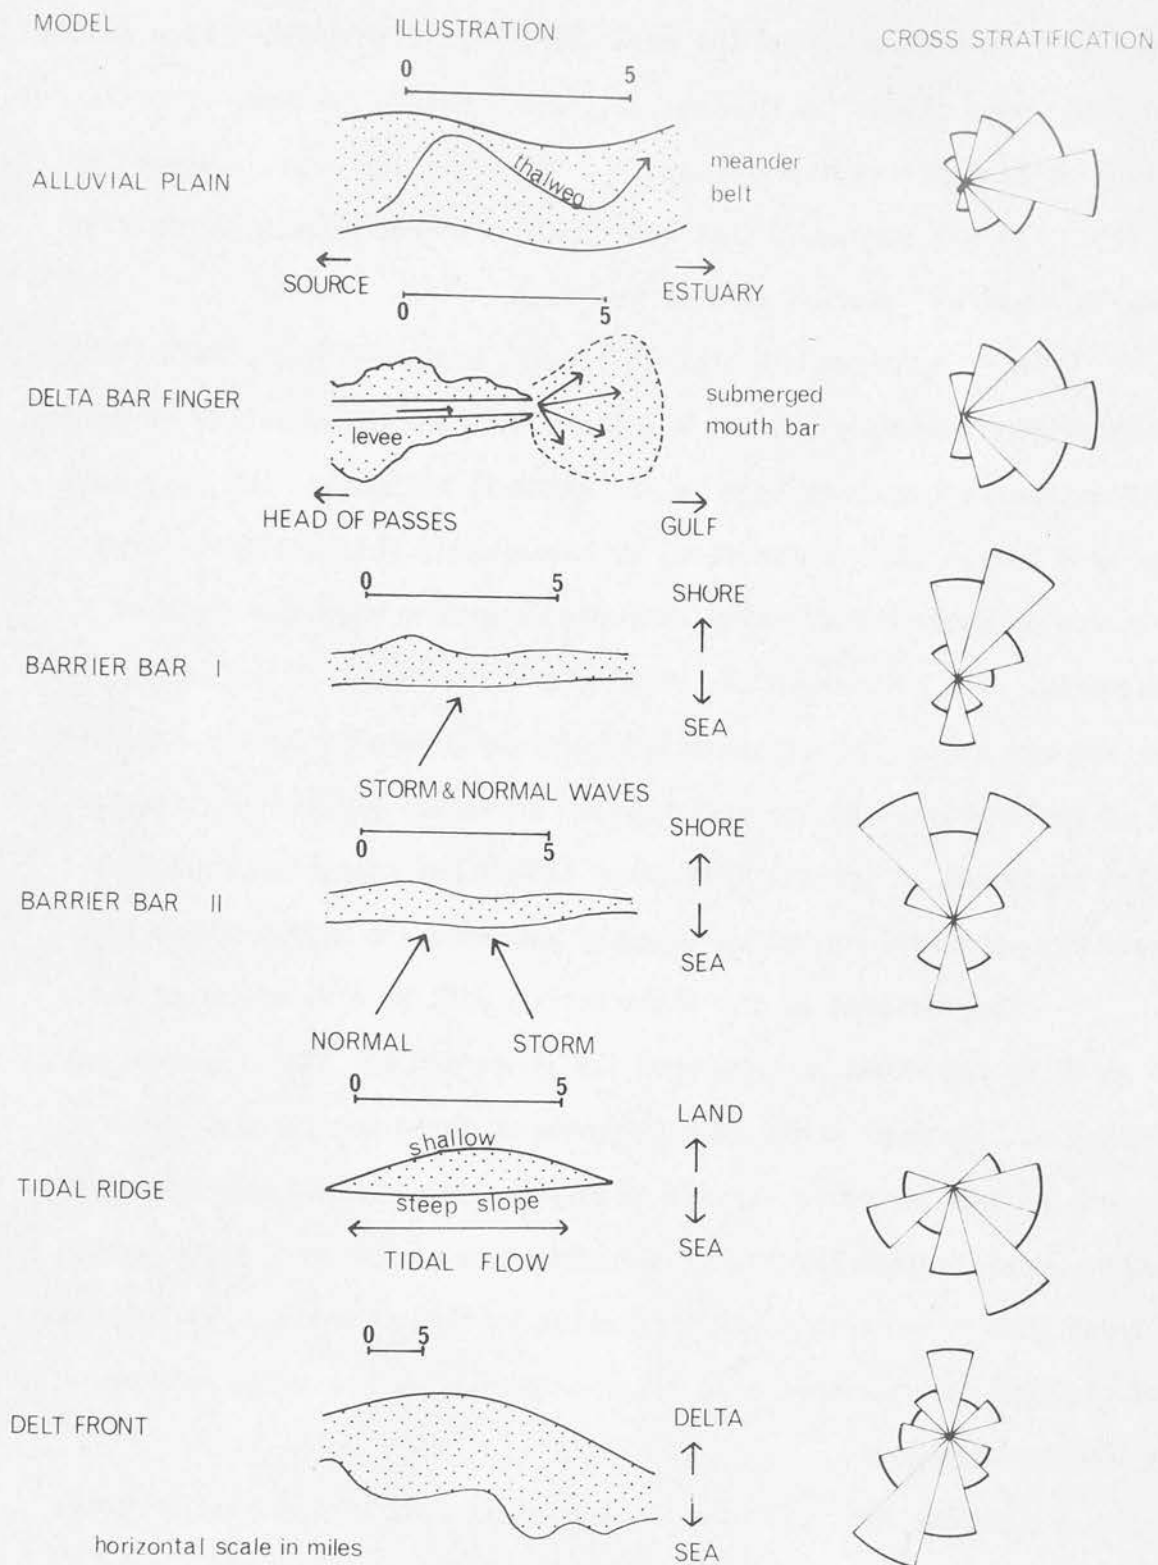 MODEL ILLUSTRATION CROSS STRATIFICATION
0 5
ALLUVIAL PLAIN
thalweg
meander
belt
SOURCE
ESTUARY
0 5
DELTA BAR FINGER
levee
submerged
mouth bar
HEAD OF PASSES
GULF
0 5
SHORE
BARRIER BAR I
SEA
STORM & NORMAL WAVES
0 5
SHORE
BARRIER BAR II
SEA
NORMAL STORM
0 5
LAND
shallow
TIDAL RIDGE
steep slope
SEA
TIDAL FLOW
0 5
DELT FRONT
DELTA
horizontal scale in miles
SEA